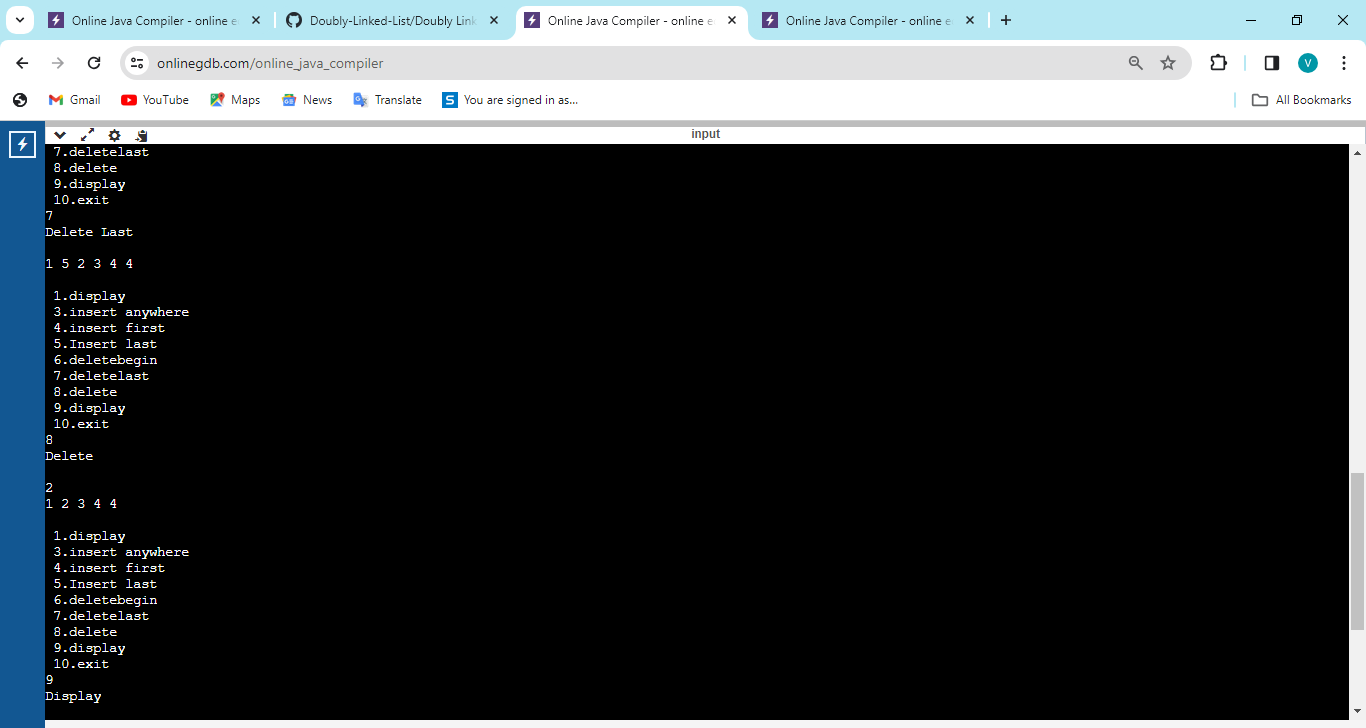 Online Java Compiler - online e
Doubly-Linked-List/Doubly Link
Online Java Compiler - online e
Online Java Compiler - online e
onlinegdb.com/online_java_compiler
V
Gmail
YouTube
Maps
News
Translate
S
You are signed in as...
All Bookmarks
input
7.deletelast
8.delete
9.display
10.exit
7
Delete Last
1 5 2 3 4 4
1.display
3.insert anywhere
4.insert first
5.Insert last
6.deletebegin
7.deletelast
8.delete
9.display
10.exit
8
Delete
2
1 2 3 4 4
1.display
3.insert anywhere
4.insert first
5.Insert last
6.deletebegin
7.deletelast
8.delete
9.display
10.exit
9
Display